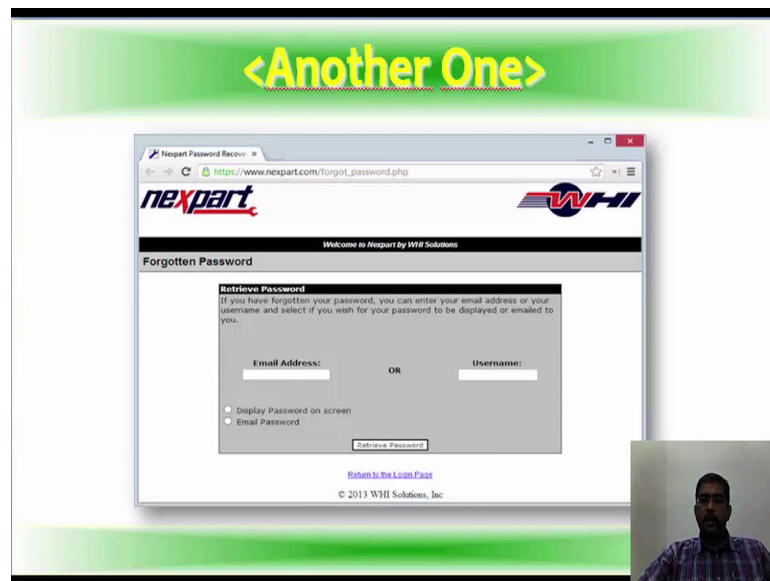 <Another One>
Nexpart Password Recove
https://www.nexpart.com/forgot_password.php
nexpart
WHI
Welcome to Nexpart by WHI Solutions
Forgotten Password
Retrieve Password
If you have forgotten your password, you can enter your email address or your
username and select if you wish for your password to be displayed or emailed to
you.
Email Address:
OR
Username:
Display Password on screen
Email Password
Retrieve Password
Return to the Login Page
© 2013 WHI Solutions, Inc